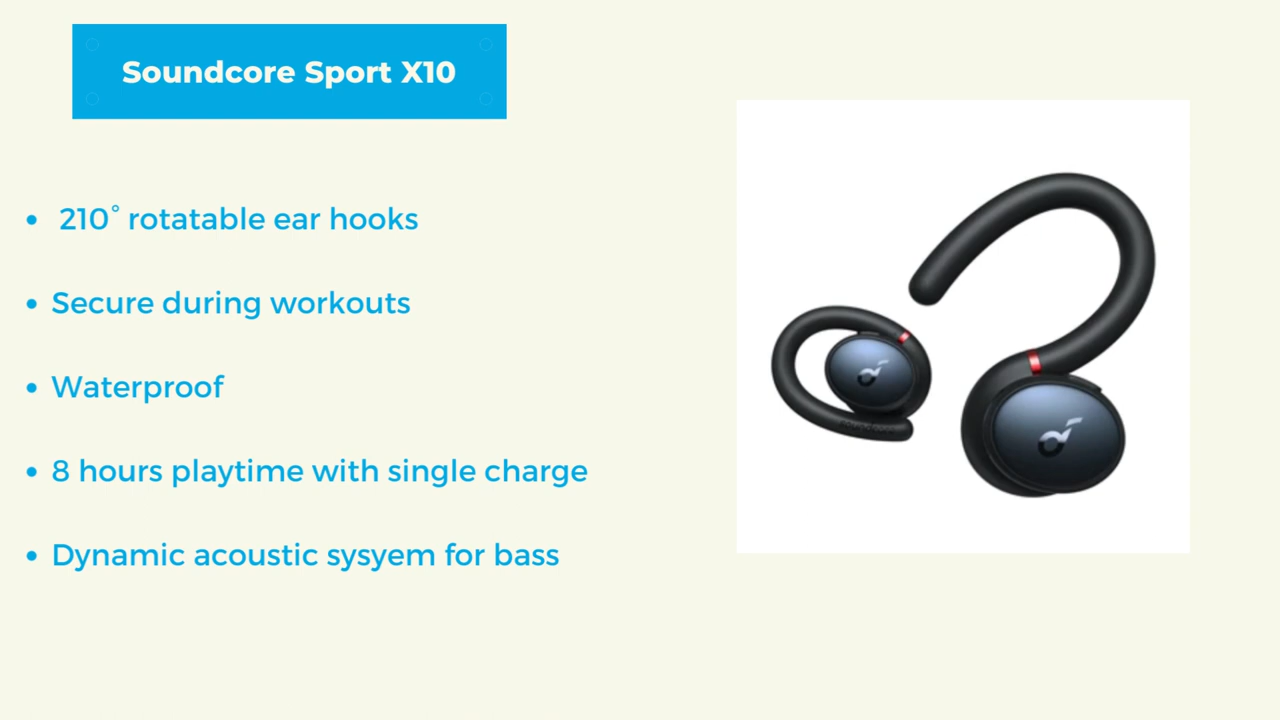 Soundcore Sport X10
• 210° rotatable ear hooks
• Secure during workouts
• Waterproof
• 8 hours playtime with single charge
• Dynamic acoustic sysyem for bass